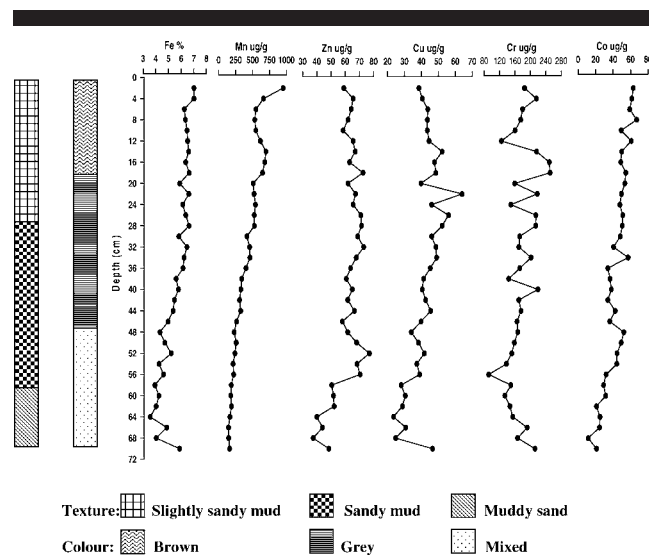 Fe %
Mn ug/g
Zn ug/g
Cu ug/g
Cr ug/g
Co ug/g
3 4 5 6 7 8
0 250 500 750 1000
30 40 50 60 70 80
20 30 40 50 60 70
80 120 160 200 240 280
0 20 40 60 80
Depth (cm)
0
4
8
12
16
20
24
28
32
36
40
44
48
52
56
60
64
68
72
Texture: Slightly sandy mud Sandy mud Muddy sand
Colour: Brown Grey Mixed